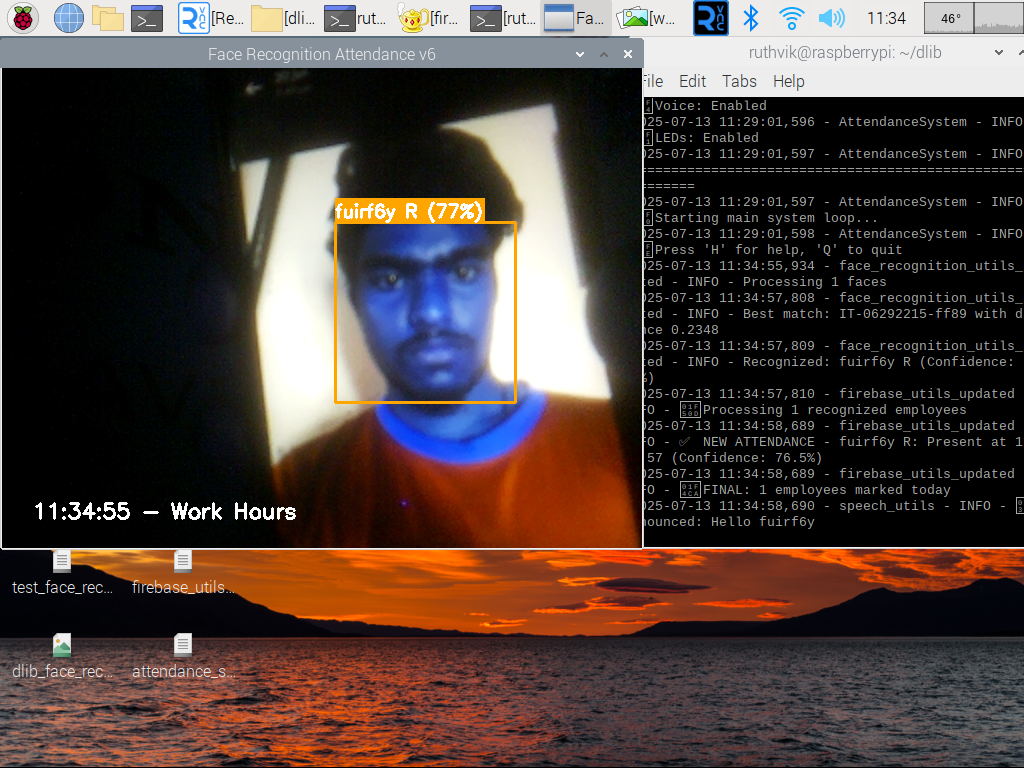 [Re...
[dli...
rut...
[fir...
[rut...
Fa...
[w...
11:34
46°
Face Recognition Attendance v6
fuirf6y R (77%)
11:34:55 – Work Hours
ruthvik@raspberrypi: ~/dlib
File Edit Tabs Help
Voice: Enabled
025-07-13 11:29:01,596 - AttendanceSystem - INFO
LEDs: Enabled
025-07-13 11:29:01,597 - AttendanceSystem - INFO
================================================
=======
025-07-13 11:29:01,597 - AttendanceSystem - INFO
Starting main system loop...
025-07-13 11:29:01,598 - AttendanceSystem - INFO
Press 'H' for help, 'Q' to quit
025-07-13 11:34:55,934 - face_recognition_utils_
ted - INFO - Processing 1 faces
025-07-13 11:34:57,808 - face_recognition_utils_
ted - INFO - Best match: IT-06292215-ff89 with d
nce 0.2348
025-07-13 11:34:57,809 - face_recognition_utils_
ted - INFO - Recognized: fuirf6y R (Confidence:
%)
025-07-13 11:34:57,810 - firebase_utils_updated
FO - Processing 1 recognized employees
025-07-13 11:34:58,689 - firebase_utils_updated
FO - ✅ NEW ATTENDANCE - fuirf6y R: Present at 1
57 (Confidence: 76.5%)
025-07-13 11:34:58,689 - firebase_utils_updated
FO - FINAL: 1 employees marked today
025-07-13 11:34:58,690 - speech_utils - INFO -
nounced: Hello fuirf6y
test_face_rec...
firebase_utils...
dlib_face_rec...
attendance_s...